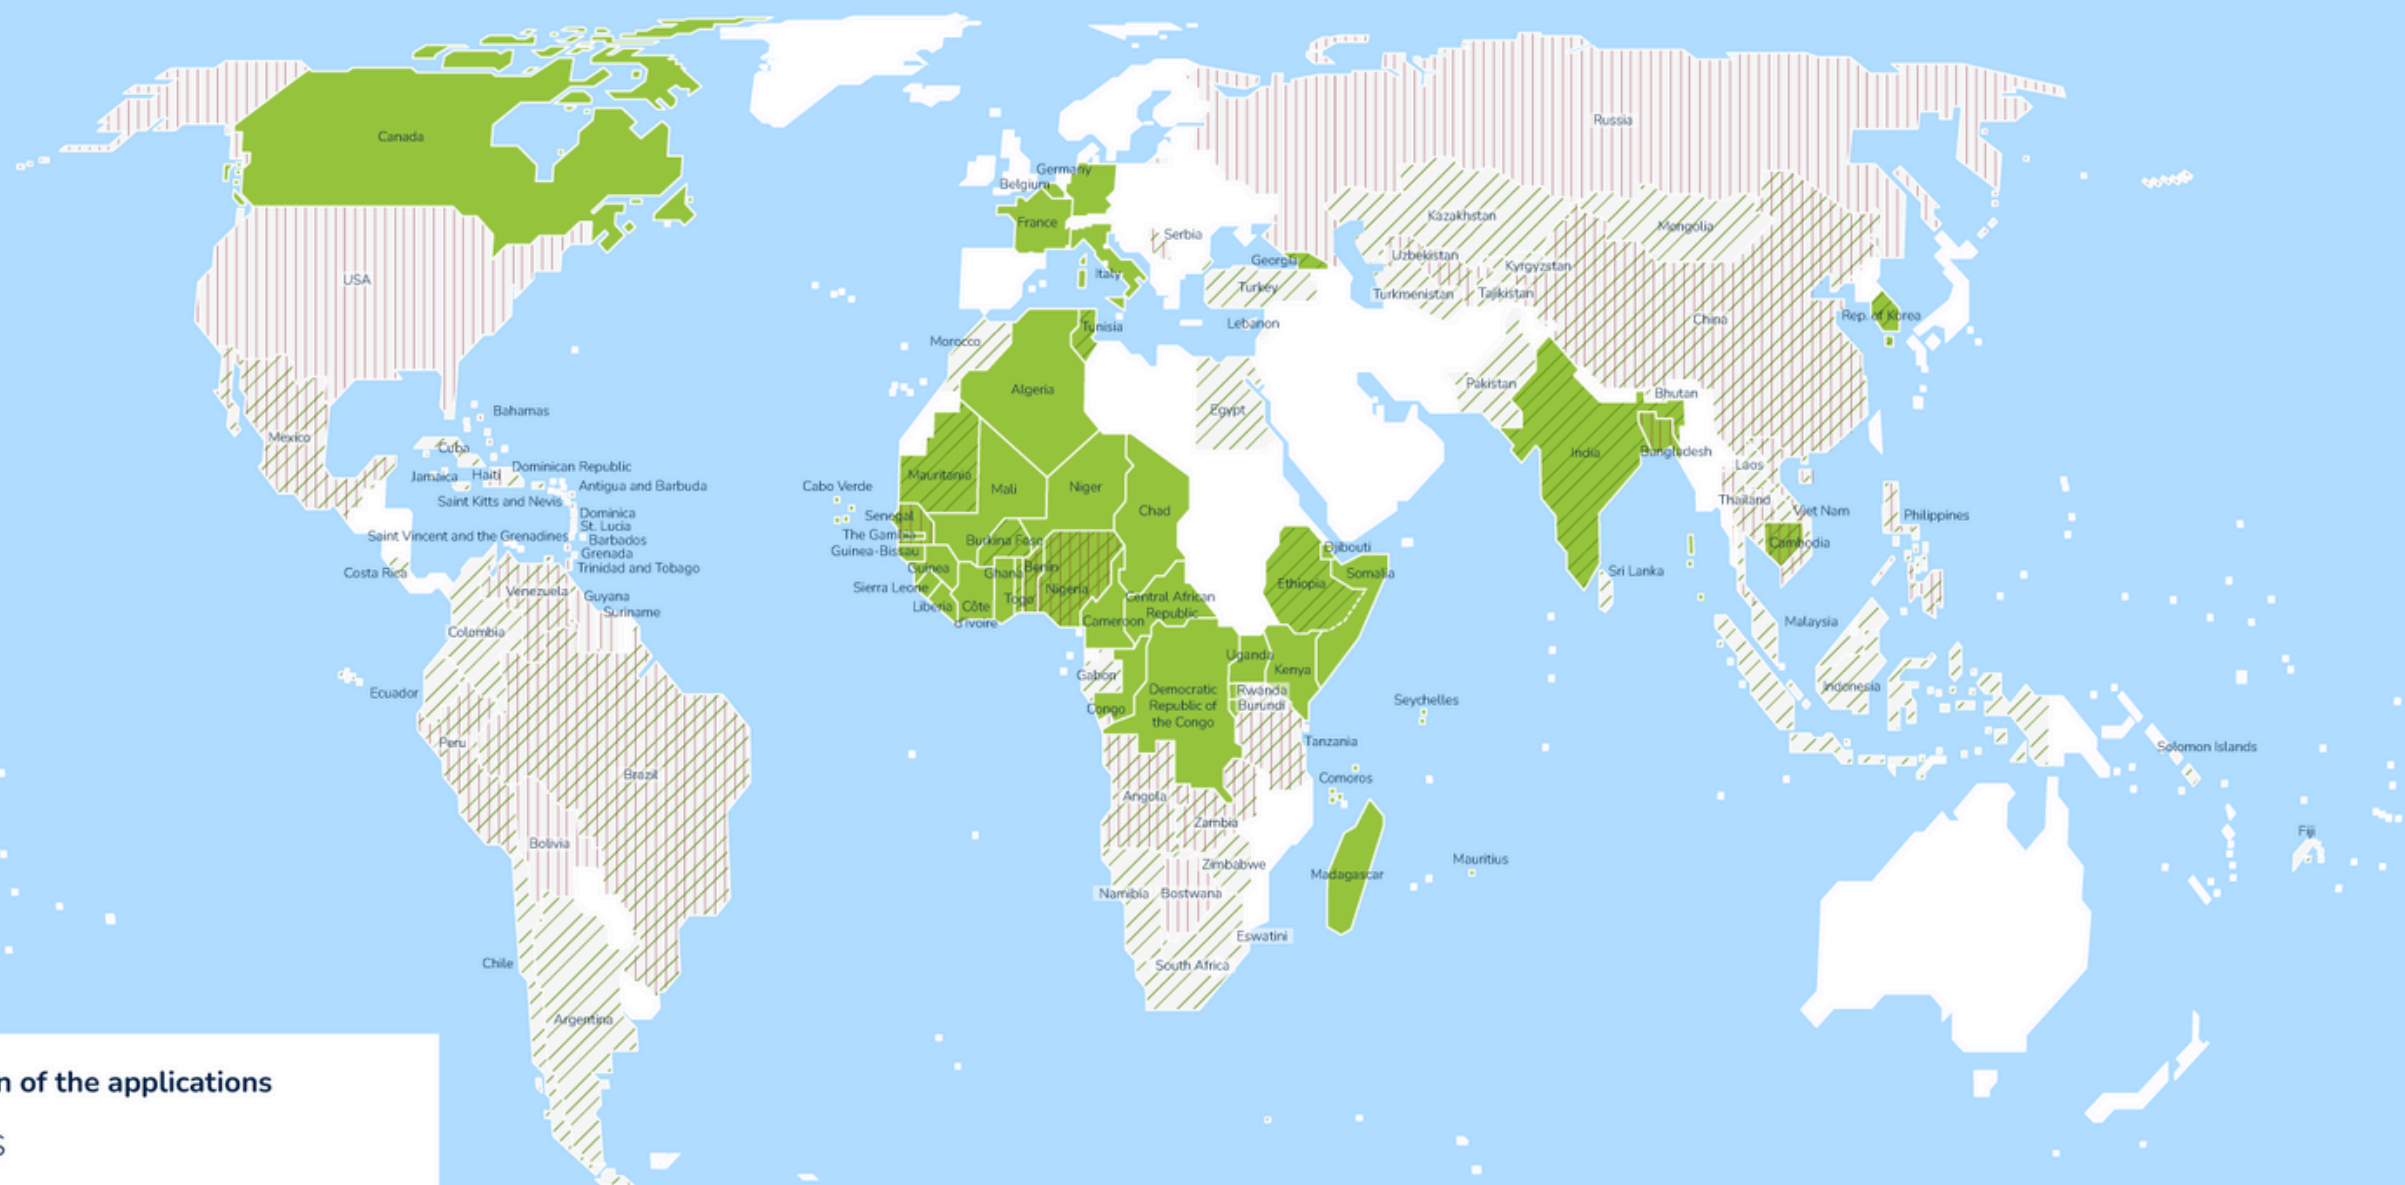 Canada
Russia
Germany
Belgium
France
Kazakhstan
Mongolia
Serbia
Uzbekistan
Georgia
Kyrgyzstan
Italy
USA
Turkey
Turkmenistan
Tajikistan
Rep. of Korea
China
Lebanon
Tunisia
Morocco
Pakistan
Algeria
Bhutan
Bahamas
Egypt
Mexico
Cuba
India
Bangladesh
Laos
Dominican Republic
Jamaica
Haiti
Mauritania
Antigua and Barbuda
Cabo Verde
Mali
Niger
Saint Kitts and Nevis
Thailand
Dominica
Senegal
Chad
Viet Nam
Philippines
St. Lucia
Saint Vincent and the Grenadines
The Gambia
Barbados
Burkina Faso
Cambodia
Guinea-Bissau
Djibouti
Grenada
Guinea
Ghana
Benin
Trinidad and Tobago
Costa Rica
Somalia
Sri Lanka
Sierra Leone
Ethiopia
Venezuela
Nigeria
Guyana
Togo
Central African
Republic
Liberia
Côte
d'Ivoire
Suriname
Cameroon
Malaysia
Colombia
Uganda
Kenya
Gabon
Indonesia
Ecuador
Democratic
Republic of
the Congo
Rwanda
Burundi
Seychelles
Congo
Peru
Tanzania
Solomon Islands
Brazil
Comoros
Angola
Zambia
Fiji
Bolivia
Mauritius
Zimbabwe
Madagascar
Namibia
Bostwana
Eswatini
Chile
South Africa
Argentina
n of the applications
S